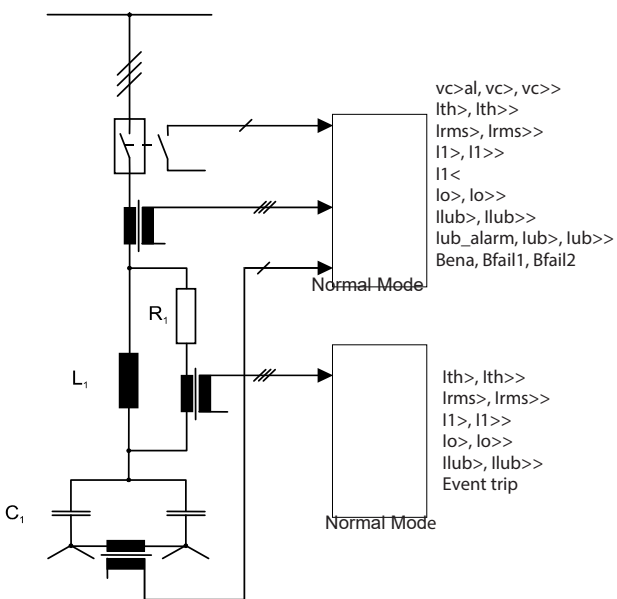 vc>al, vc>, vc>>
Ith>, Ith>>
Irms>, Irms>>
I1>, I1>>
I1<
Io>, Io>>
Ilub>, Ilub>>
Iub_alarm, Iub>, Iub>>
Bena, Bfail1, Bfail2
Normal Mode
R1
L1
Ith>, Ith>>
Irms>, Irms>>
I1>, I1>>
Io>, Io>>
Ilub>, Ilub>>
Event trip
C1
Normal Mode